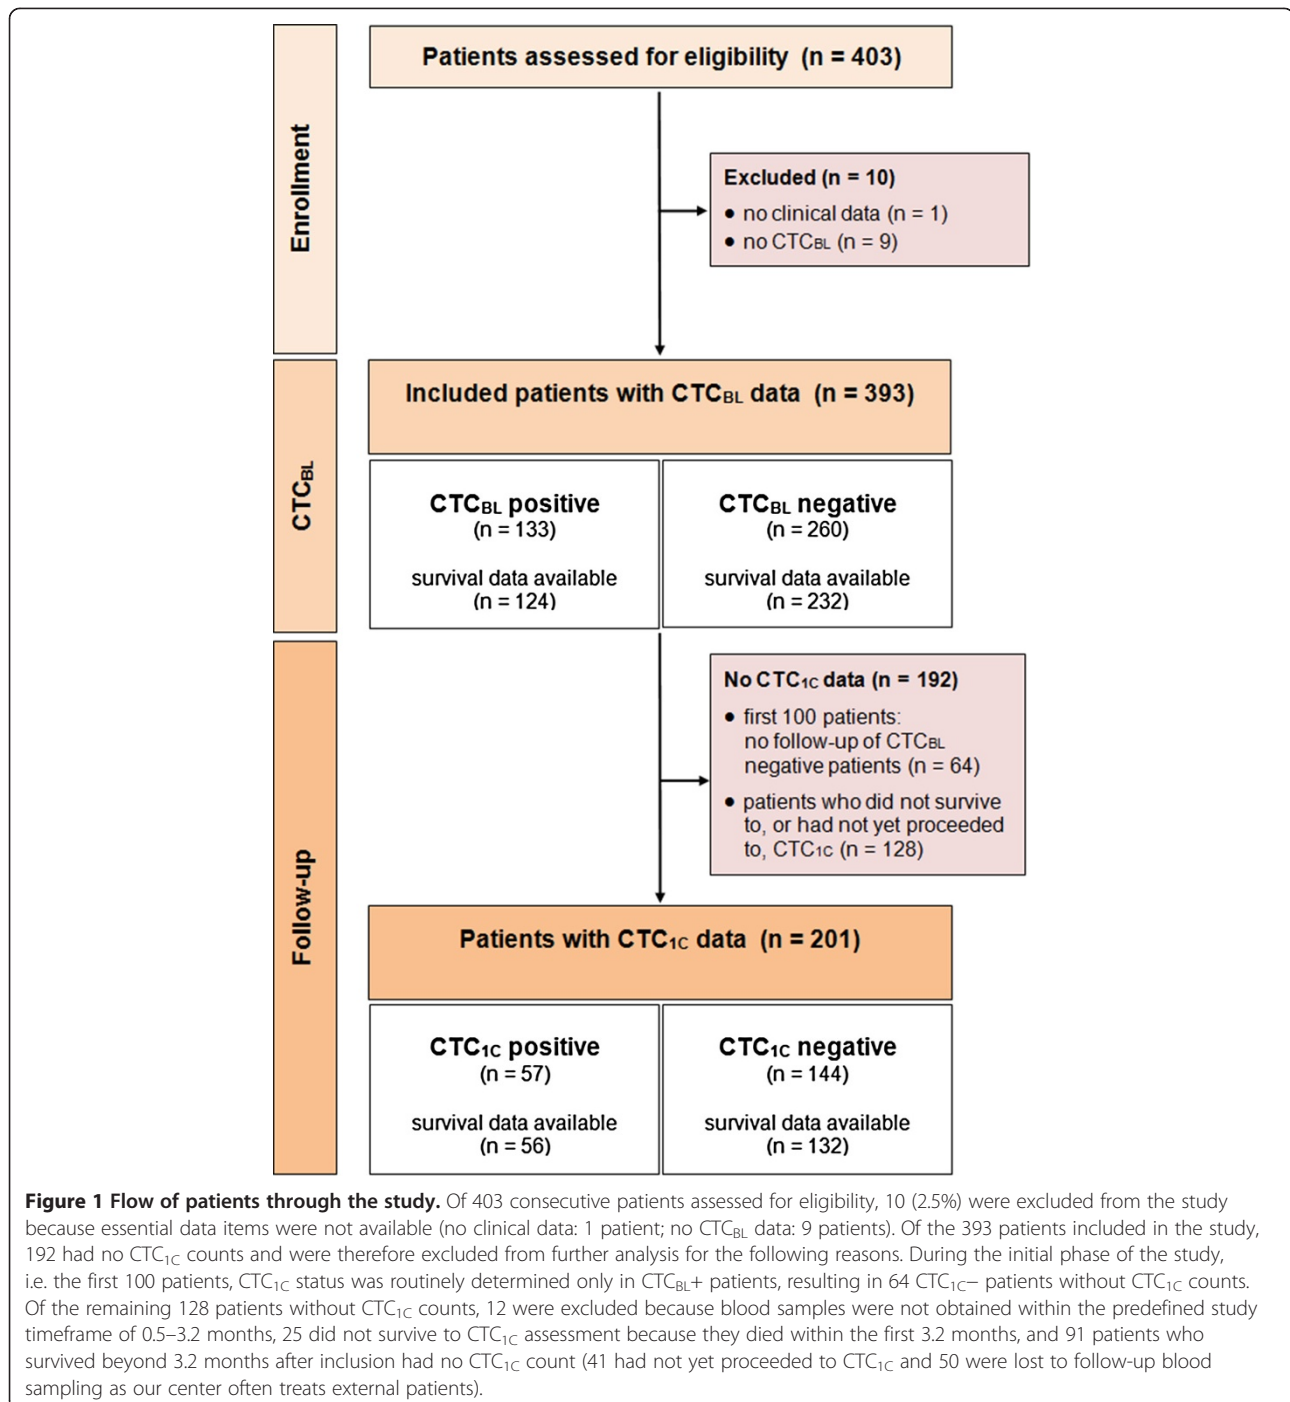 Patients assessed for eligibility (n = 403)
Enrollment
Excluded (n = 10)
• no clinical data (n = 1)
• no CTCBL (n = 9)
Included patients with CTCBL data (n = 393)
CTCBL
CTCBL positive
(n = 133)
survival data available
(n = 124)
CTCBL negative
(n = 260)
survival data available
(n = 232)
No CTC1C data (n = 192)
• first 100 patients:
no follow-up of CTCBL
negative patients (n = 64)
• patients who did not survive
to, or had not yet proceeded
to, CTC1C (n = 128)
Follow-up
Patients with CTC1C data (n = 201)
CTC1C positive
(n = 57)
survival data available
(n = 56)
CTC1C negative
(n = 144)
survival data available
(n = 132)
Figure 1 Flow of patients through the study. Of 403 consecutive patients assessed for eligibility, 10 (2.5%) were excluded from the study
because essential data items were not available (no clinical data: 1 patient; no CTCBL data: 9 patients). Of the 393 patients included in the study,
192 had no CTC1C counts and were therefore excluded from further analysis for the following reasons. During the initial phase of the study,
i.e. the first 100 patients, CTC1C status was routinely determined only in CTCBL+ patients, resulting in 64 CTC1C− patients without CTC1C counts.
Of the remaining 128 patients without CTC1C counts, 12 were excluded because blood samples were not obtained within the predefined study
timeframe of 0.5–3.2 months, 25 did not survive to CTC1C assessment because they died within the first 3.2 months, and 91 patients who
survived beyond 3.2 months after inclusion had no CTC1C count (41 had not yet proceeded to CTC1C and 50 were lost to follow-up blood
sampling as our center often treats external patients).